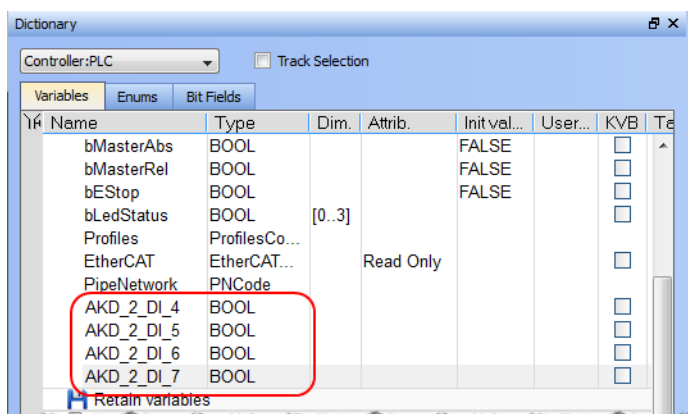 Dictionary
Controller:PLC Track Selection
Variables Enums Bit Fields
Name Type Dim. Attrib. Init val... User... KVB Ta
bMasterAbs BOOL FALSE
bMasterRel BOOL FALSE
bEStop BOOL FALSE
bLedStatus BOOL [0..3]
Profiles ProfilesCo...
EtherCAT EtherCAT... Read Only
PipeNetwork PNCode
AKD_2_DI_4 BOOL
AKD_2_DI_5 BOOL
AKD_2_DI_6 BOOL
AKD_2_DI_7 BOOL
Retain variables